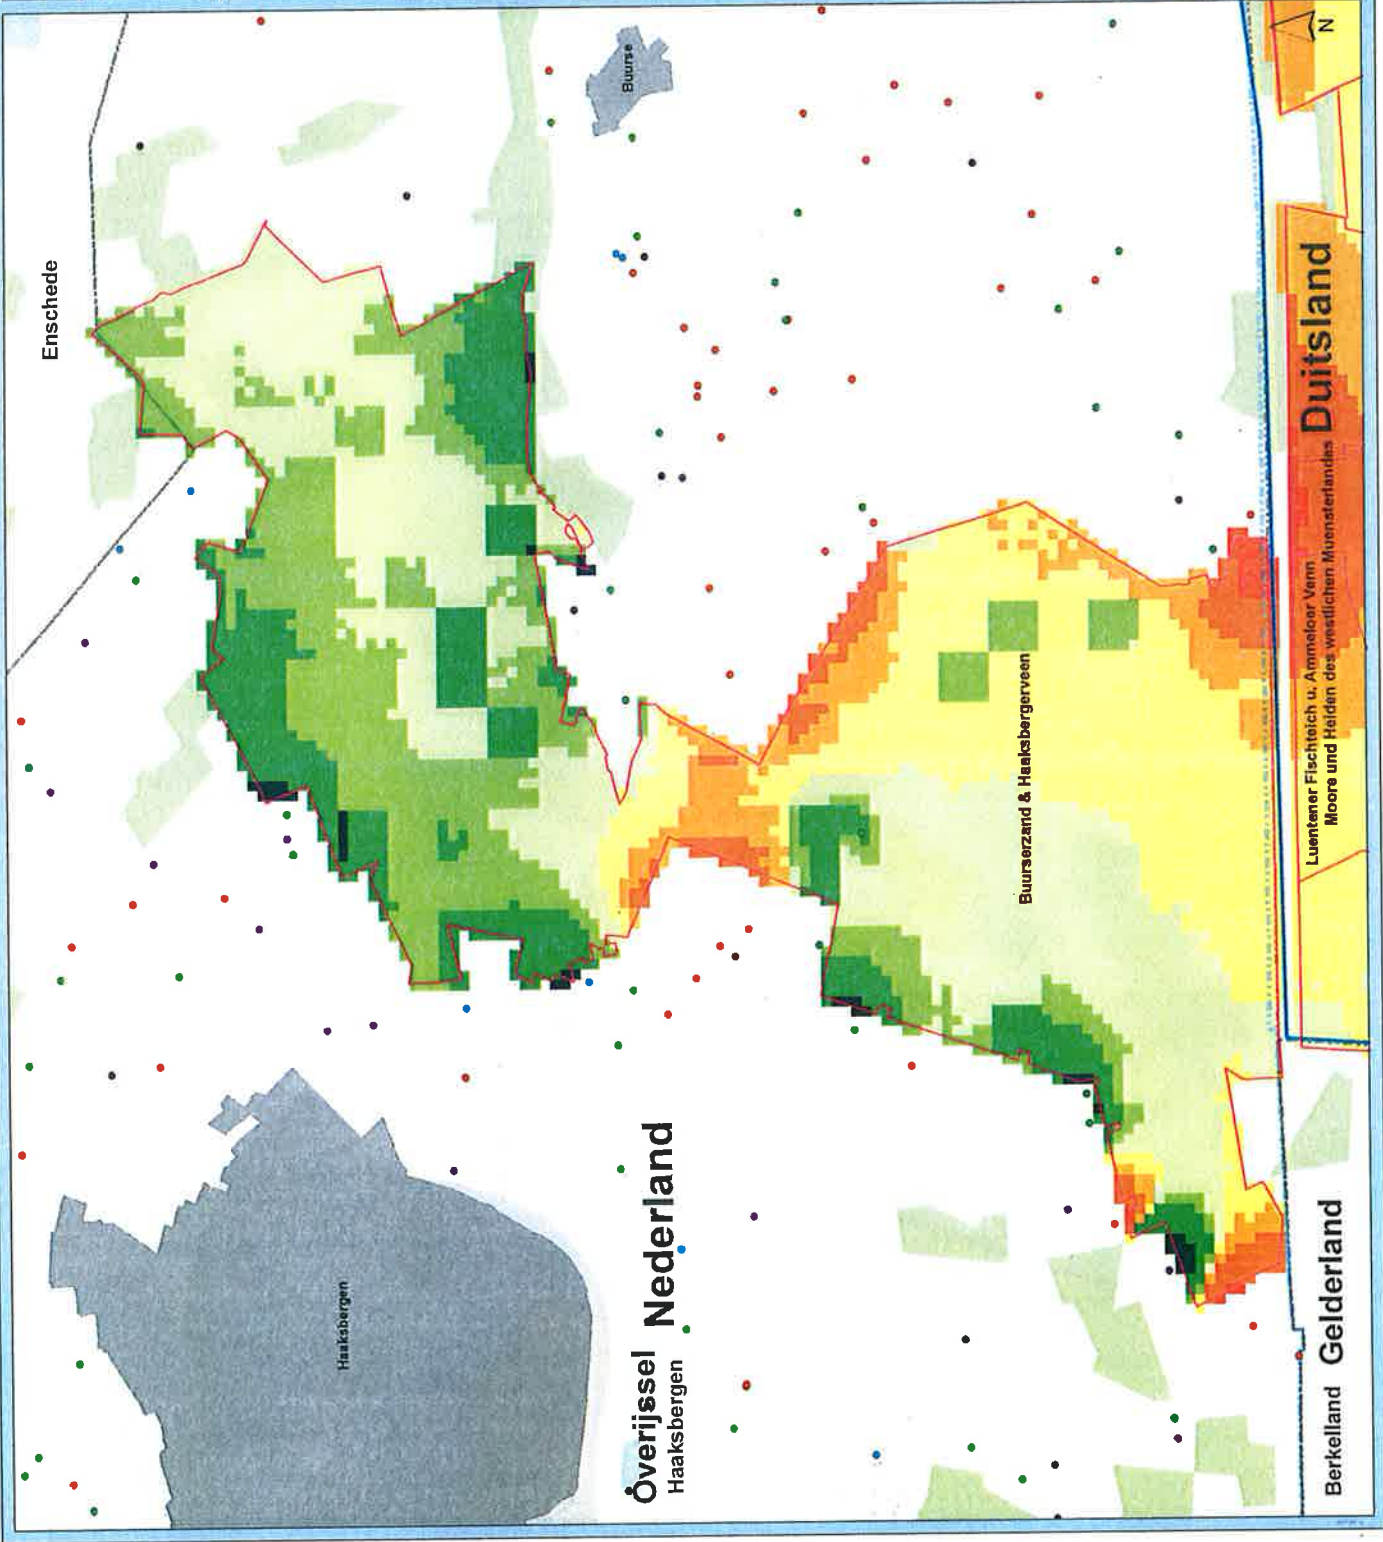 Enschede
Buurse
N
Haaksbergen
Overijssel Nederland
Haaksbergen
Buurserzand & Haaksbergerveen
Luentener Fischteich u. Ammeloer Venn
Moore und Heiden des westlichen Muensterlandes
Duitsland
Berkelland Gelderland